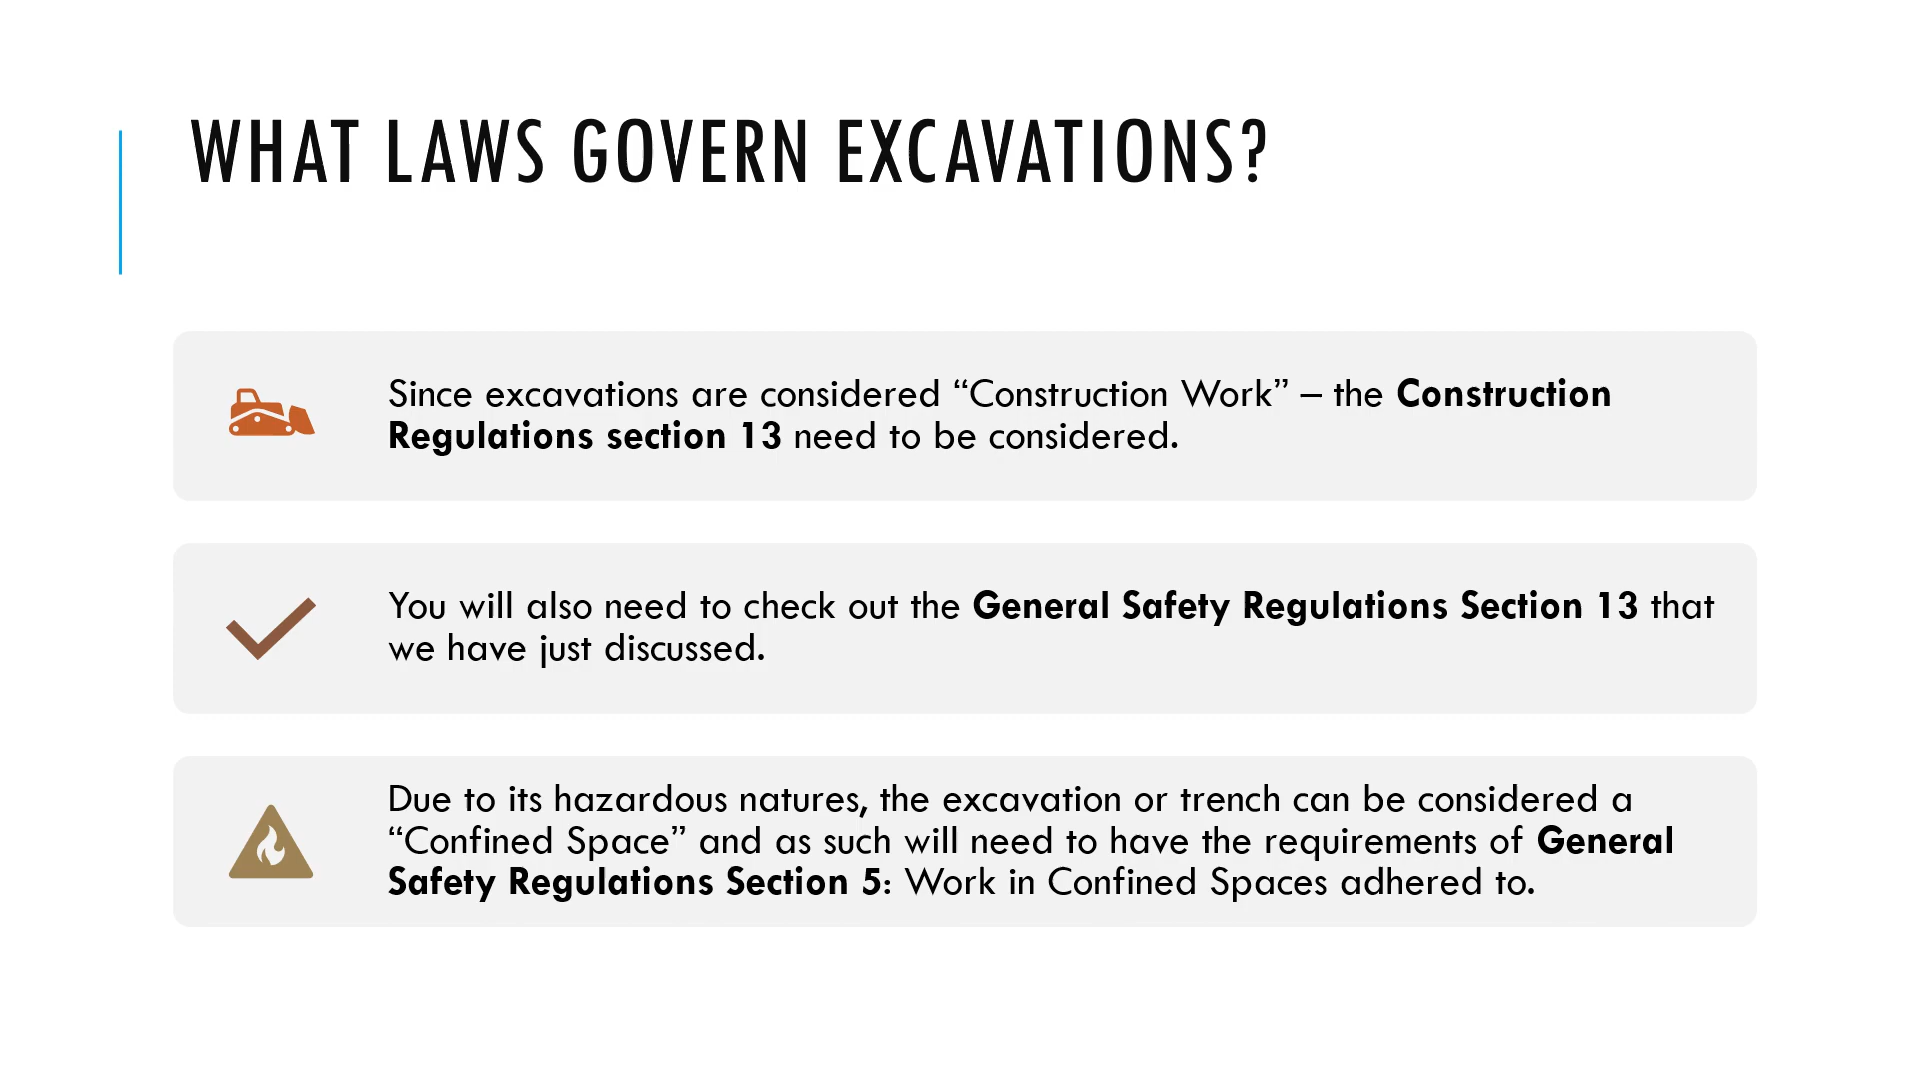 WHAT LAWS GOVERN EXCAVATIONS?
Since excavations are considered “Construction Work” – the Construction
Regulations section 13 need to be considered.
You will also need to check out the General Safety Regulations Section 13 that
we have just discussed.
Due to its hazardous natures, the excavation or trench can be considered a
“Confined Space” and as such will need to have the requirements of General
Safety Regulations Section 5: Work in Confined Spaces adhered to.